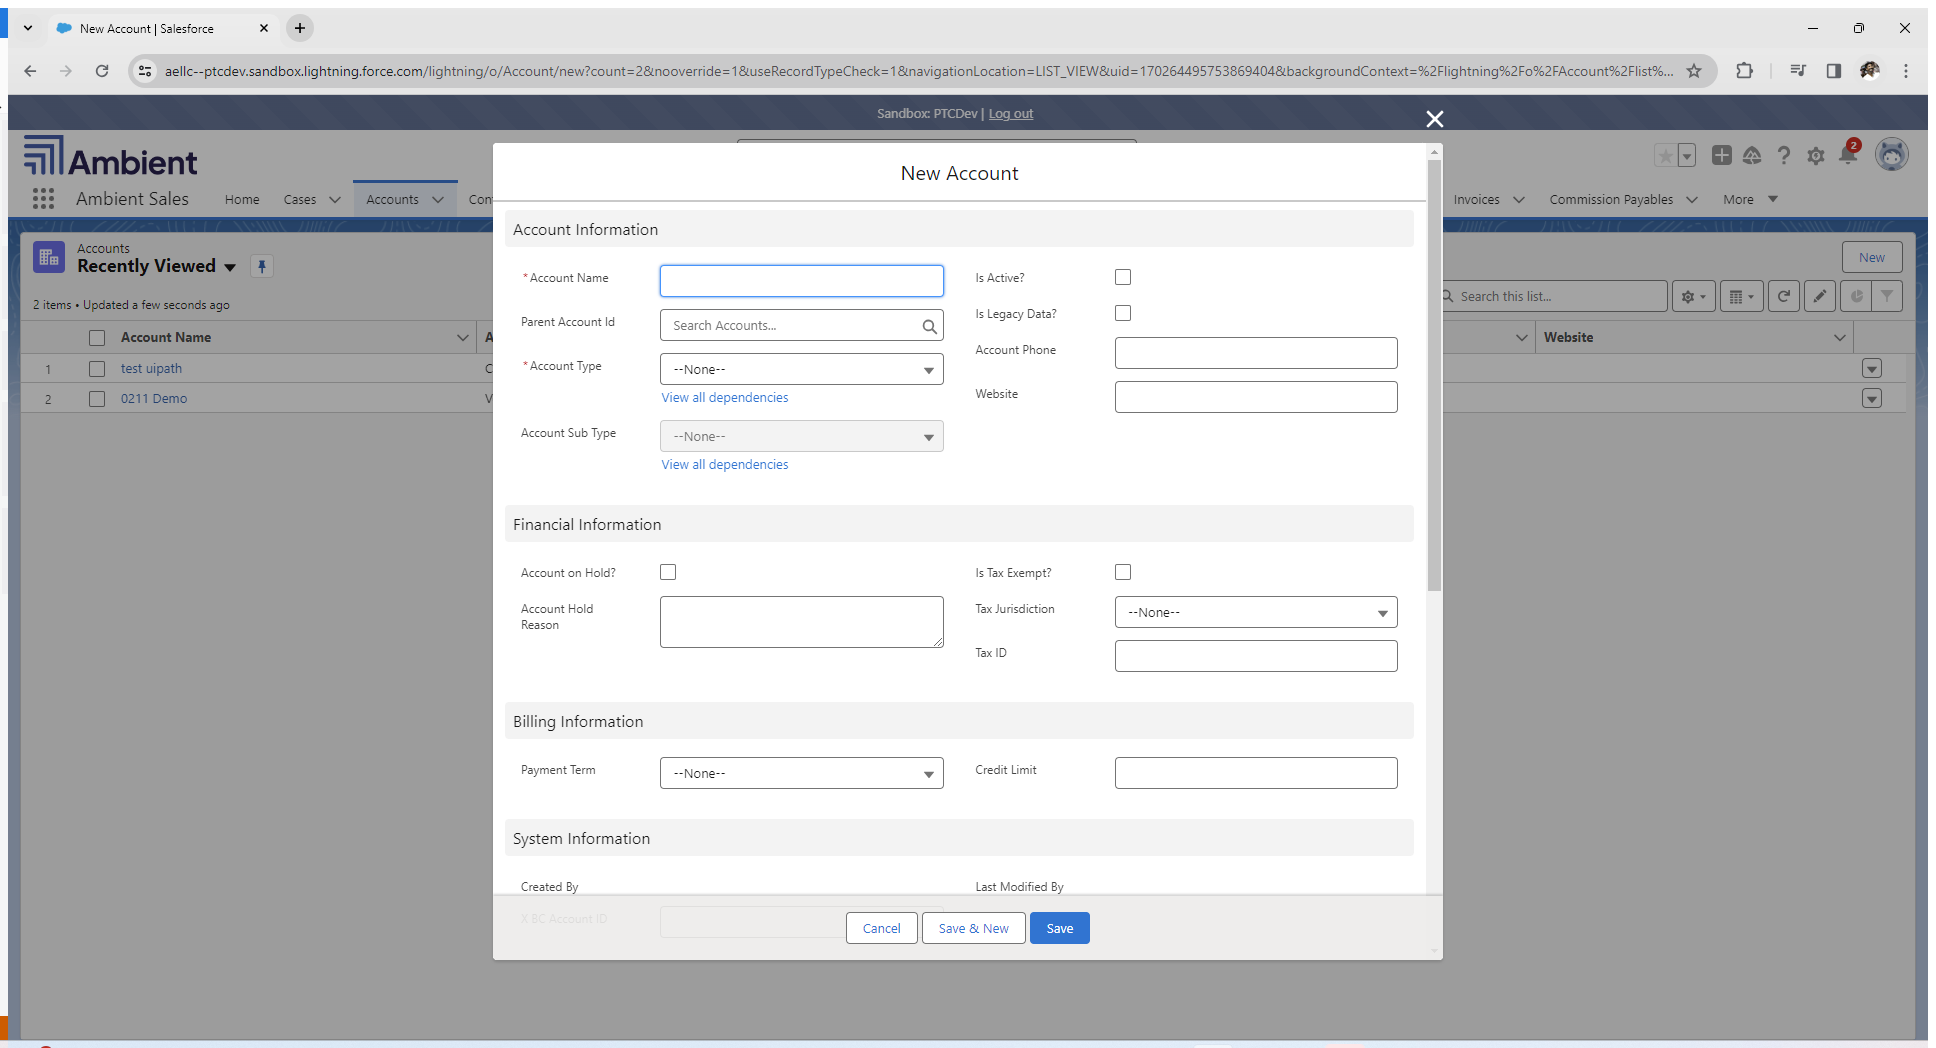 New Account | Salesforce
aellc--ptcdev.sandbox.lightning.force.com/lightning/o/Account/new?count=2&nooverride=1&useRecordTypeCheck=1&navigationLocation=LIST_VIEW&uid=170264495753869404&backgroundContext=%2Flightning%2Fo%2FAccount%2Flist%...
Sandbox: PTCDev | Log out
Ambient
2
Ambient Sales Home Cases Accounts Con Invoices Commission Payables More
New Account
Accounts
Recently Viewed
New
2 items • Updated a few seconds ago
Search this list...
Account Name A Website
1 test uipath C
2 0211 Demo V
Account Information
*Account Name
Is Active?
Parent Account Id Search Accounts...
Is Legacy Data?
*Account Type --None--
View all dependencies
Account Phone
Website
Account Sub Type --None--
View all dependencies
Financial Information
Account on Hold?
Is Tax Exempt?
Account Hold
Reason
Tax Jurisdiction --None--
Tax ID
Billing Information
Payment Term --None--
Credit Limit
System Information
Created By
Last Modified By
X BC Account ID
Cancel Save & New Save